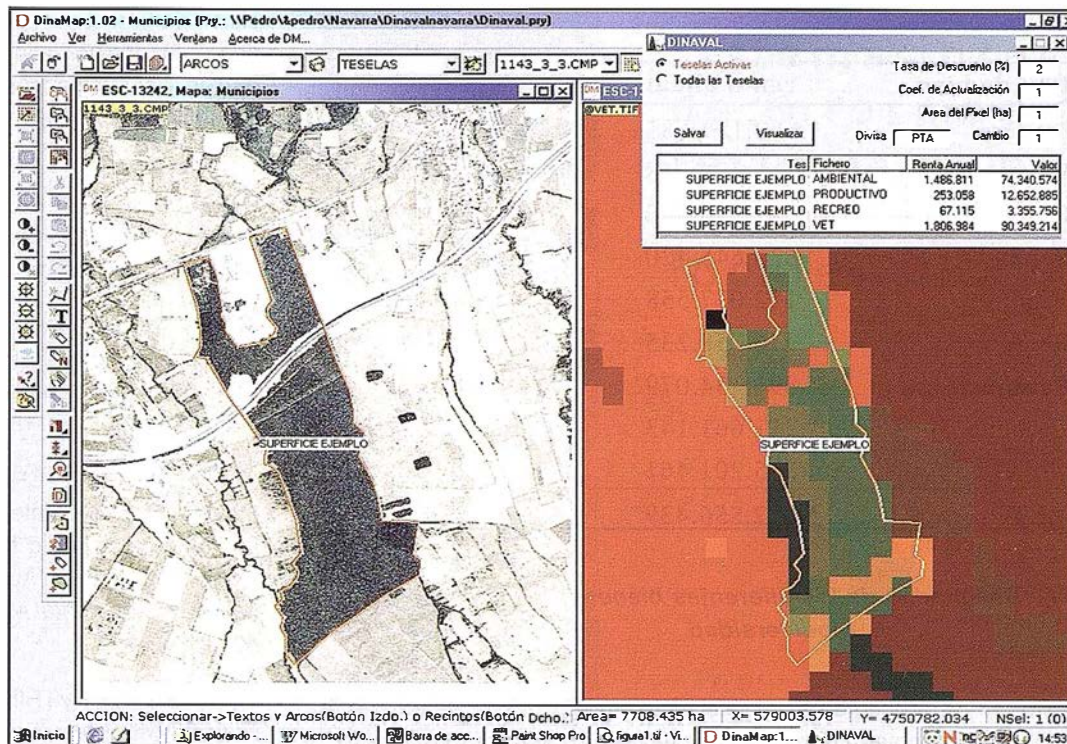 DinaMap:1.02 - Municipios (Pry.: \\Pedro\&pedro\Navarra\Dinavalnavarra\Dinaval.pry)
Archivo Ver Herramientas Ventana Acerca de DM...
ARCOS TESELAS 1143_3_3.CMP
DM ESC-13242, Mapa: Municipios
1143_3_3.CMP
SUPERFICIE EJEMPLO
DM ESC-1
@VET.TIF
SUPERFICIE EJEMPLO
DINAVAL
Teselas Activas
Todas las Teselas
Tasa de Descuento (%) 2
Coef. de Actualización 1
Area del Pixel (ha) 1
Salvar Visualizar Divisa PTA Cambio 1
Tes Fichero Renta Anual Valor
SUPERFICIE EJEMPLO AMBIENTAL 1.486.811 74.340.574
SUPERFICIE EJEMPLO PRODUCTIVO 253.058 12.652.885
SUPERFICIE EJEMPLO RECREO 67.115 3.355.756
SUPERFICIE EJEMPLO VET 1.806.984 90.349.214
ACCION: Seleccionar->Textos y Arcos(Botón Izdo.) o Recintos(Botón Dcho.) Area= 7708.435 ha X= 579003.578 Y= 4750782.034 NSel: 1 (0)
Inicio Explorando - ... Microsoft Wo... Barra de acc... Paint Shop Pro figura1.tif - Vi... DinaMap:1... DINAVAL 14:53